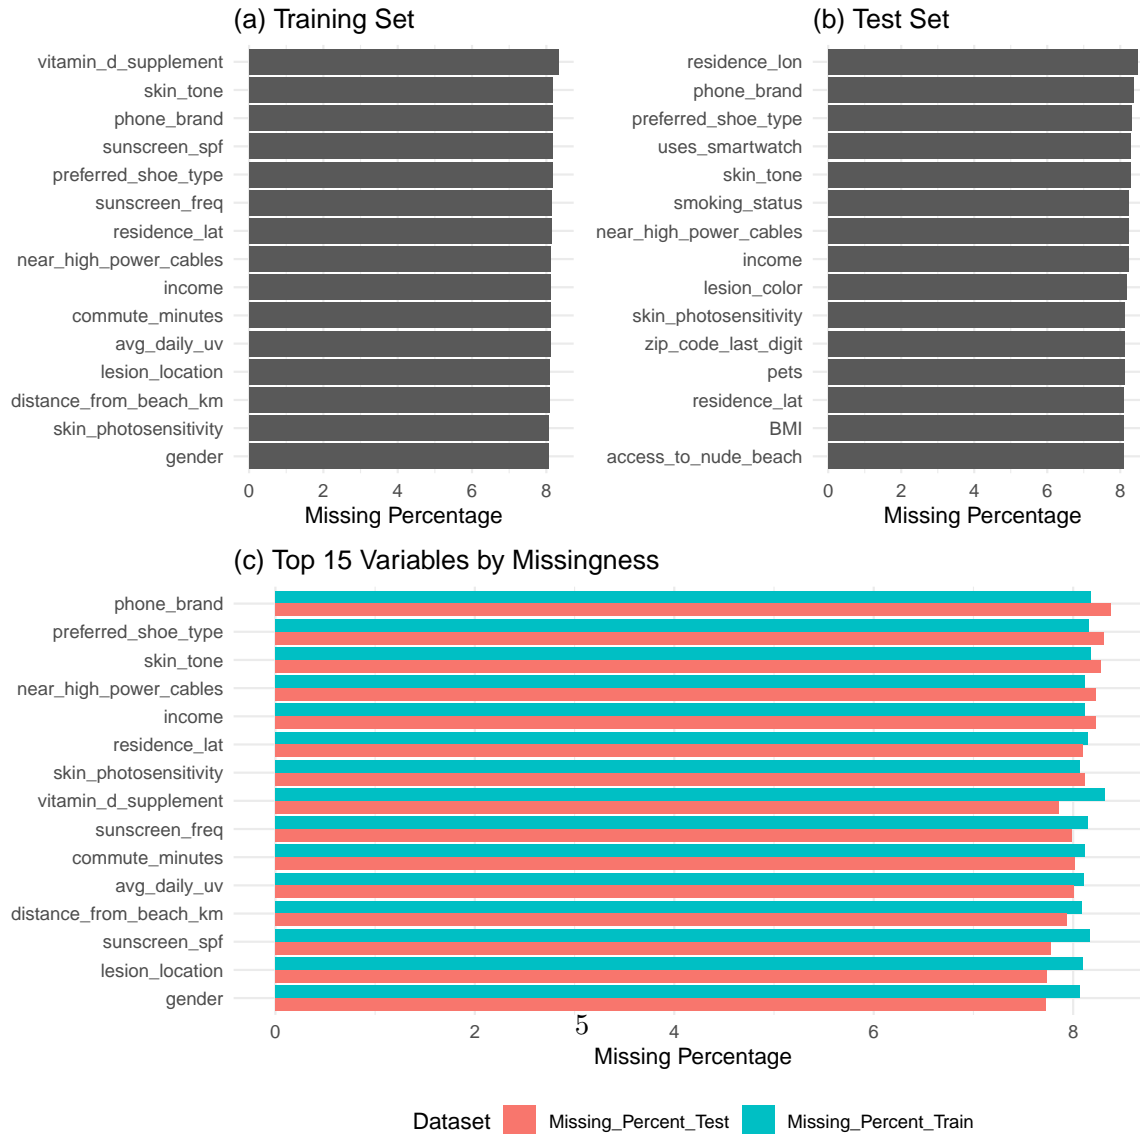 (a) Training Set
vitamin_d_supplement
skin_tone
phone_brand
sunscreen_spf
preferred_shoe_type
sunscreen_freq
residence_lat
near_high_power_cables
income
commute_minutes
avg_daily_uv
lesion_location
distance_from_beach_km
skin_photosensitivity
gender
0 2 4 6 8
Missing Percentage
(b) Test Set
residence_lon
phone_brand
preferred_shoe_type
uses_smartwatch
skin_tone
smoking_status
near_high_power_cables
income
lesion_color
skin_photosensitivity
zip_code_last_digit
pets
residence_lat
BMI
access_to_nude_beach
0 2 4 6 8
Missing Percentage
(c) Top 15 Variables by Missingness
phone_brand
preferred_shoe_type
skin_tone
near_high_power_cables
income
residence_lat
skin_photosensitivity
vitamin_d_supplement
sunscreen_freq
commute_minutes
avg_daily_uv
distance_from_beach_km
sunscreen_spf
lesion_location
gender
0 2 4 6 8
5
Missing Percentage
Dataset Missing_Percent_Test Missing_Percent_Train